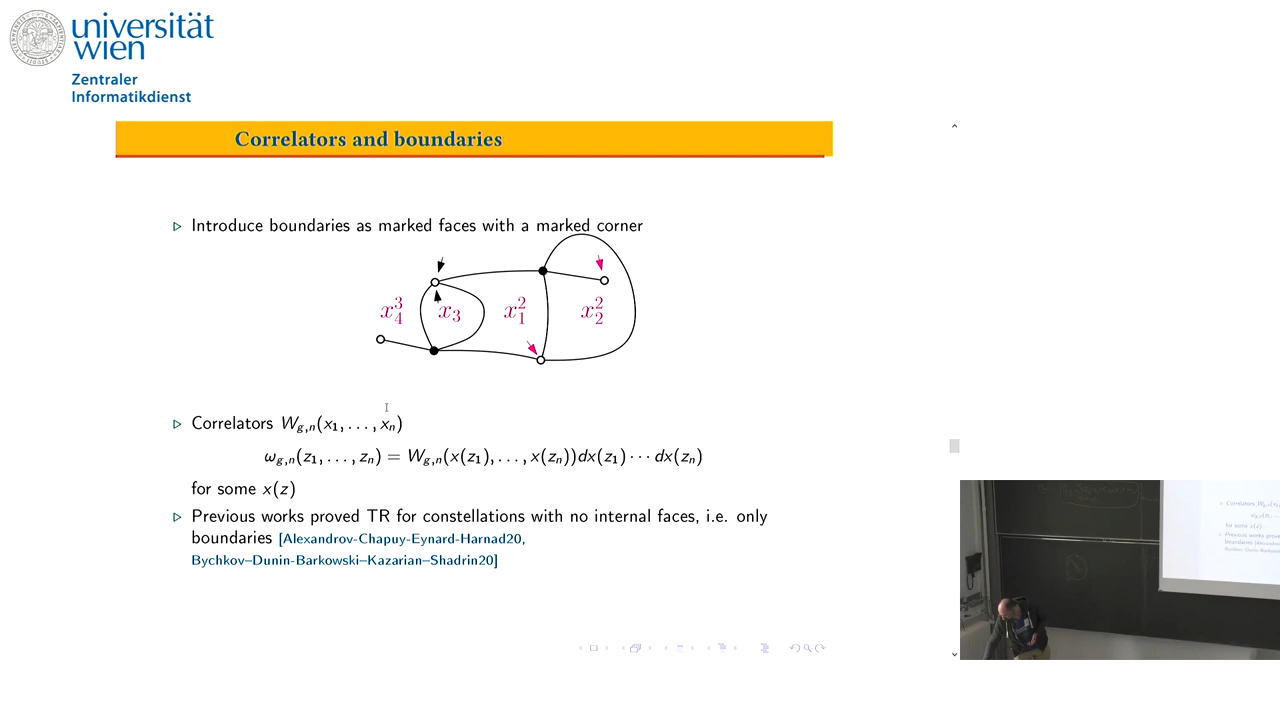 universität
wien
Zentraler
Informatikdienst
Correlators and boundaries
▷ Introduce boundaries as marked faces with a marked corner
x_4^3 x_3 x_1^2 x_2^2
▷ Correlators W_{g,n}(x_1, . . . , x_n)
ω_{g,n}(z_1, . . . , z_n) = W_{g,n}(x(z_1), . . . , x(z_n))dx(z_1) · · · dx(z_n)
for some x(z)
▷ Previous works proved TR for constellations with no internal faces, i.e. only
boundaries [Alexandrov-Chapuy-Eynard-Harnad20,
Bychkov–Dunin-Barkowski–Kazarian–Shadrin20]